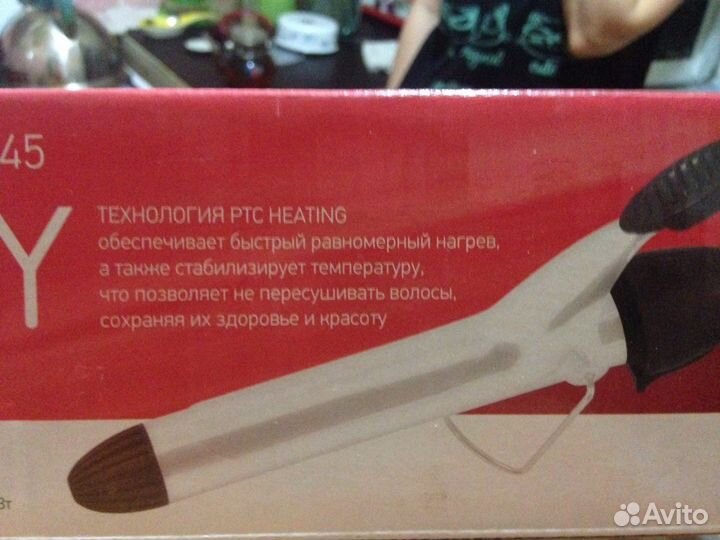 45
Y
ТЕХНОЛОГИЯ PTC HEATING
обеспечивает быстрый равномерный нагрев,
а также стабилизирует температуру,
что позволяет не пересушивать волосы,
сохраняя их здоровье и красоту
Вт
Avito